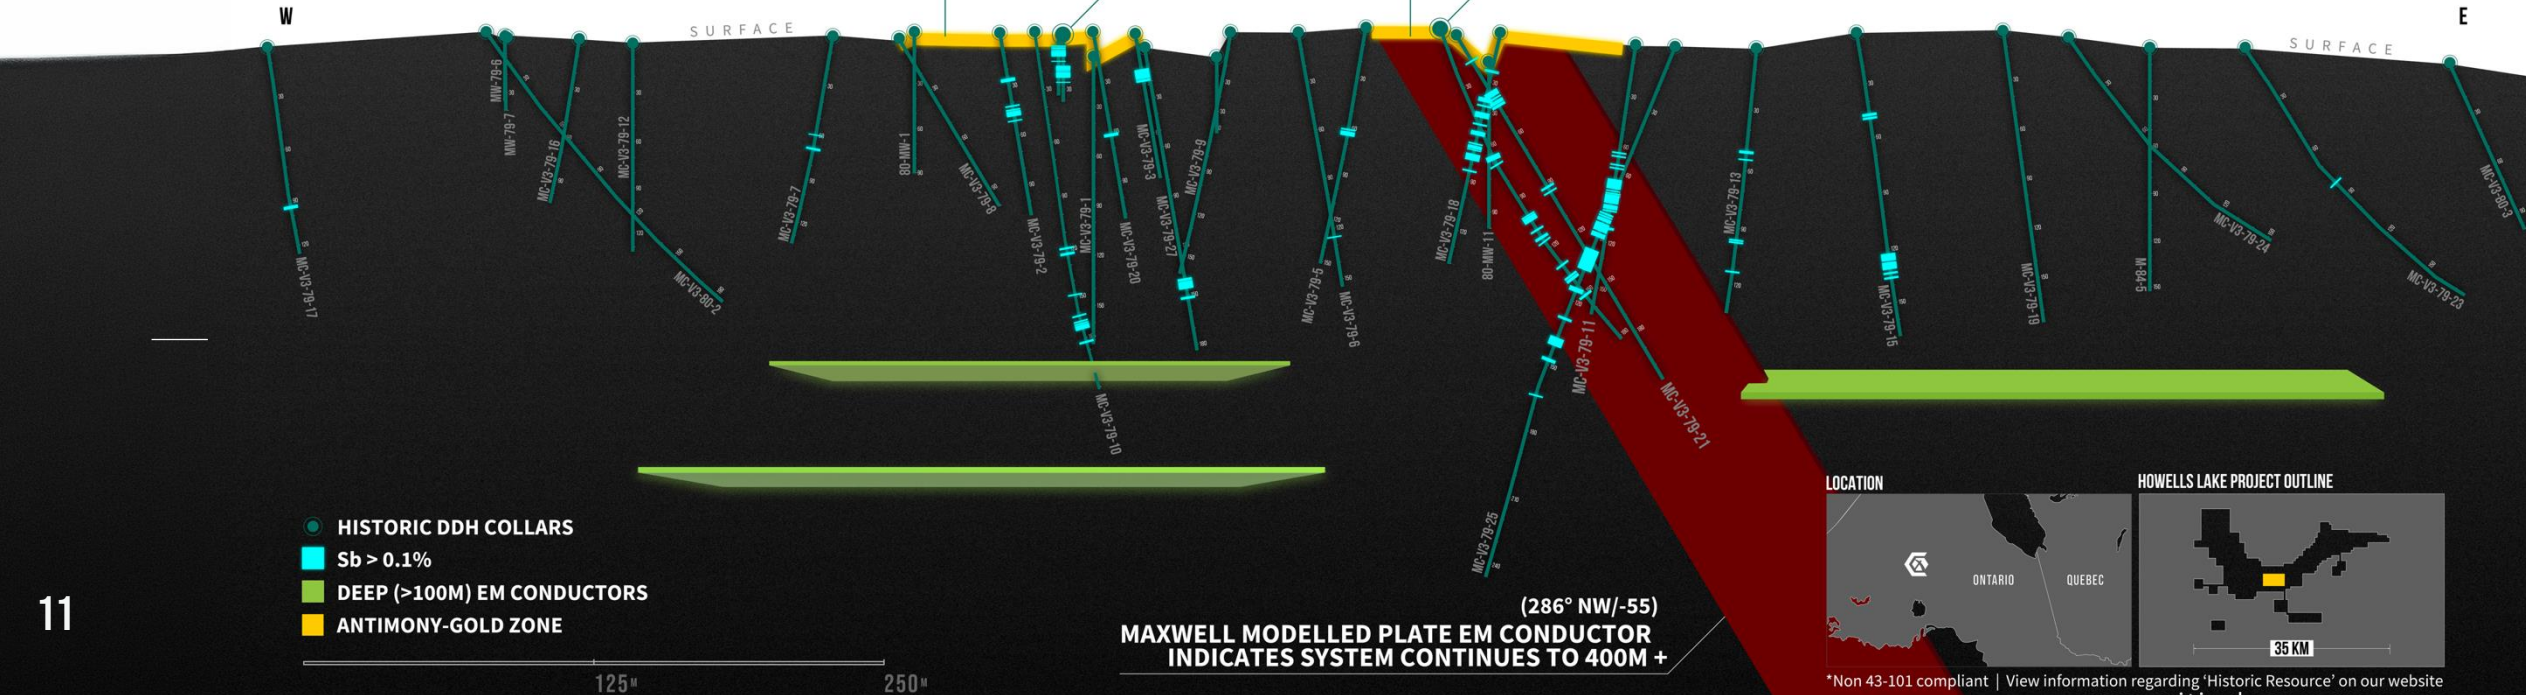 W
E
SURFACE
SURFACE
MW-79-6
MW-79-7
MC-V3-79-16
MC-V3-79-12
MC-V3-79-17
MC-V3-80-2
MC-V3-79-7
80-MW-1
MC-V3-79-8
MC-V3-79-2
MC-V3-79-1
MC-V3-79-20
MC-V3-79-3
MC-V3-79-27
MC-V3-79-9
MC-V3-79-10
MC-V3-79-5
MC-V3-79-6
MC-V3-79-18
80-MW-11
MC-V3-79-11
MC-V3-79-21
MC-V3-79-25
MC-V3-79-13
MC-V3-79-15
MC-V3-79-19
M-84-5
MC-V3-79-24
MC-V3-79-23
MC-V3-80-3
HISTORIC DDH COLLARS
Sb > 0.1%
DEEP (>100M) EM CONDUCTORS
ANTIMONY-GOLD ZONE
11
125M
250M
(286° NW/-55)
MAXWELL MODELLED PLATE EM CONDUCTOR
INDICATES SYSTEM CONTINUES TO 400M +
LOCATION
ONTARIO
QUEBEC
HOWELLS LAKE PROJECT OUTLINE
35 KM
*Non 43-101 compliant | View information regarding ‘Historic Resource’ on our website